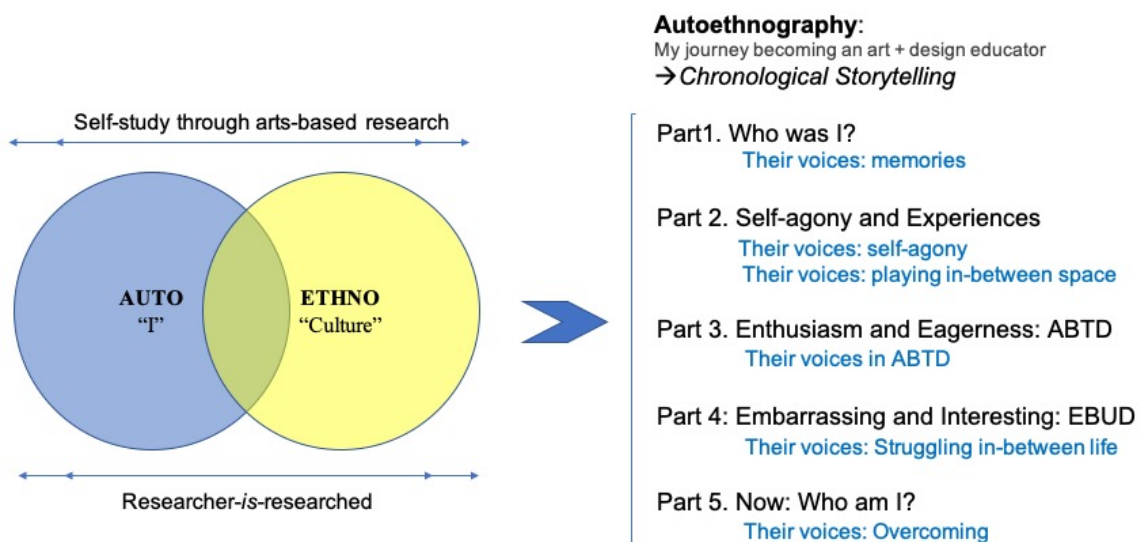 Autoethnography:
My journey becoming an art + design educator
→ Chronological Storytelling
Self-study through arts-based research
AUTO
“I”
ETHNO
“Culture”
Researcher-is-researched
Part1. Who was I?
Their voices: memories
Part 2. Self-agony and Experiences
Their voices: self-agony
Their voices: playing in-between space
Part 3. Enthusiasm and Eagerness: ABTD
Their voices in ABTD
Part 4: Embarrassing and Interesting: EBUD
Their voices: Struggling in-between life
Part 5. Now: Who am I?
Their voices: Overcoming